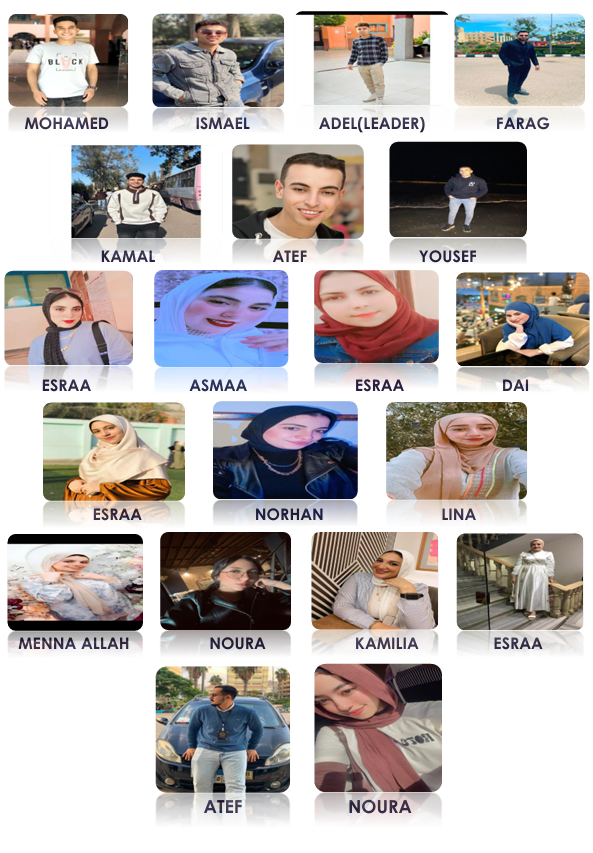 BLACK
MOHAMED ISMAEL ADEL(LEADER) FARAG
KAMAL ATEF YOUSEF
ESRAA ASMAA ESRAA DAI
ESRAA NORHAN LINA
MENNA ALLAH NOURA KAMILIA ESRAA
ATEF NOURA